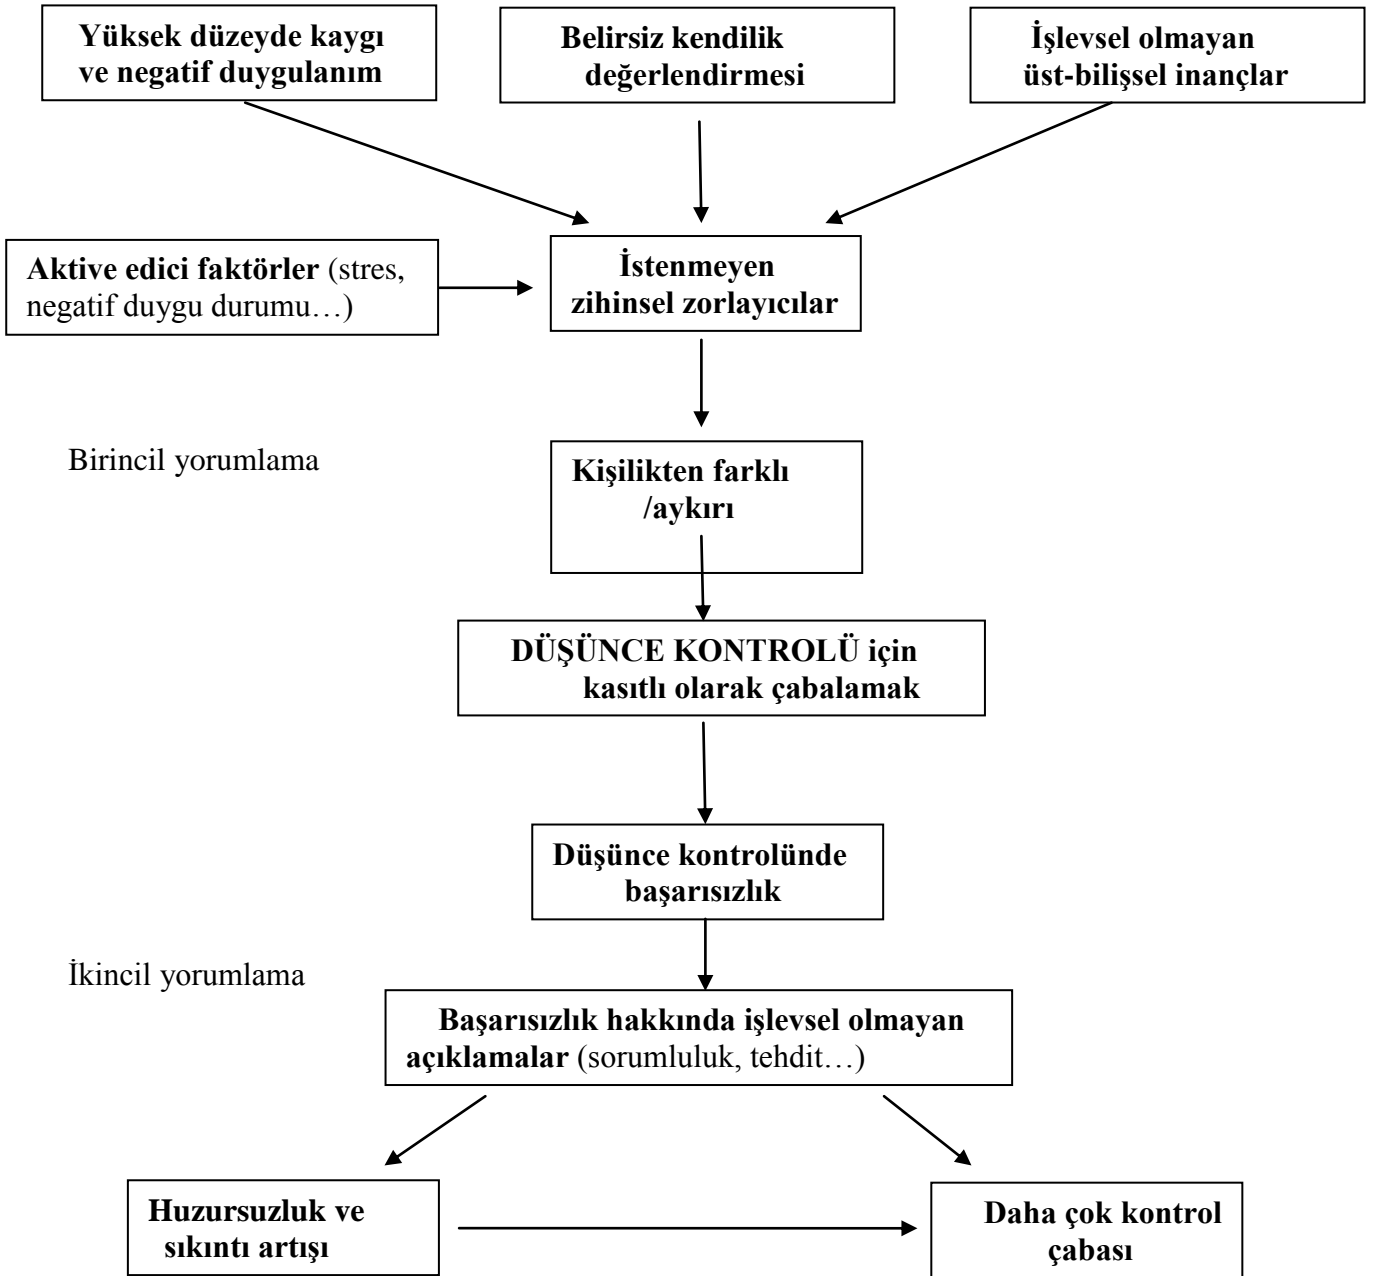 Yüksek düzeyde kaygı
ve negatif duygulanım
Belirsiz kendilik
değerlendirmesi
İşlevsel olmayan
üst-bilişsel inançlar
Aktive edici faktörler (stres,
negatif duygu durumu…)
İstenmeyen
zihinsel zorlayıcılar
Birincil yorumlama
Kişilikten farklı
/aykırı
DÜŞÜNCE KONTROLÜ için
kasıtlı olarak çabalamak
Düşünce kontrolünde
başarısızlık
İkincil yorumlama
Başarısızlık hakkında işlevsel olmayan
açıklamalar (sorumluluk, tehdit…)
Huzursuzluk ve
sıkıntı artışı
Daha çok kontrol
çabası